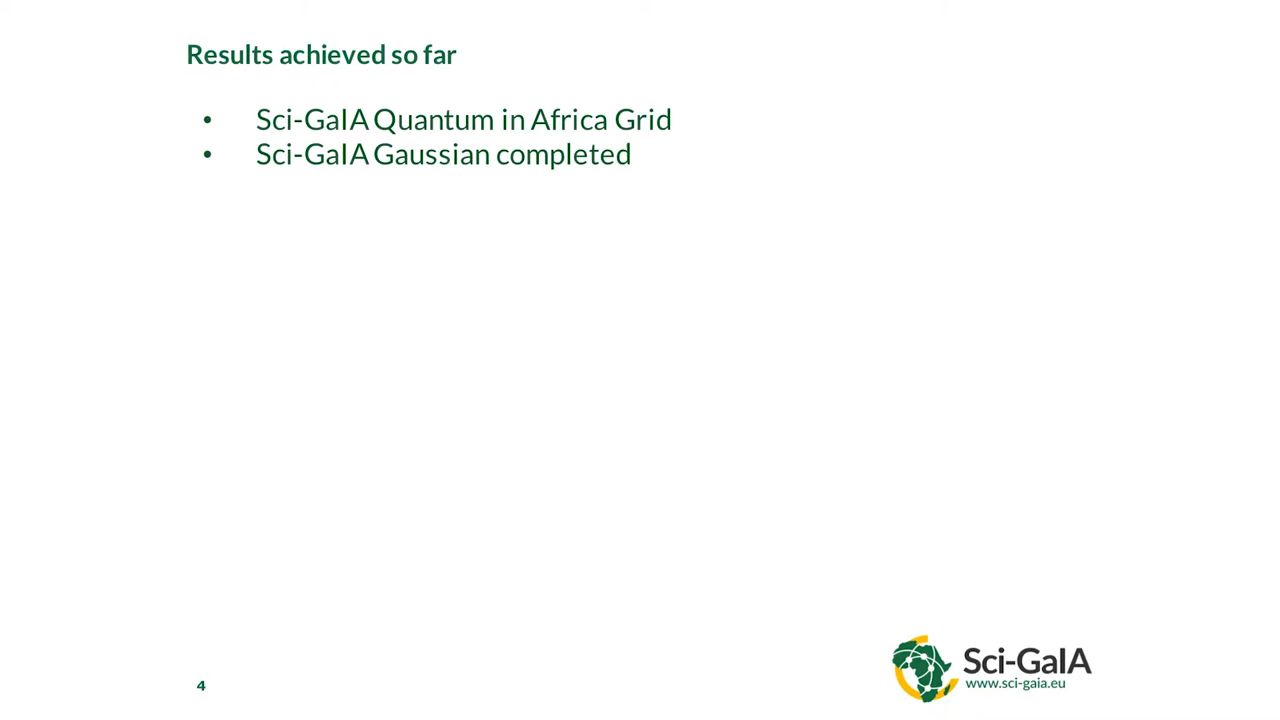 Results achieved so far
• Sci-GaIA Quantum in Africa Grid
• Sci-GaIA Gaussian completed
4
Sci-GaIA
www.sci-gaia.eu